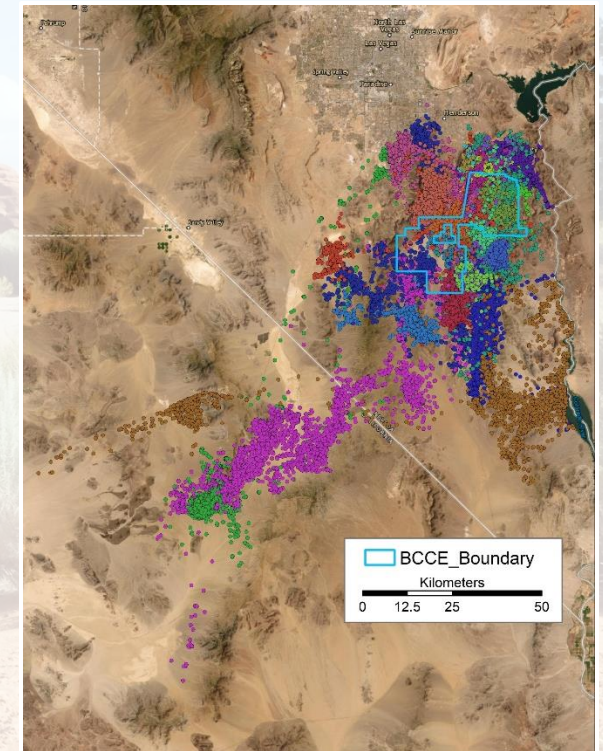 Pahrump
North Las
Vegas
Sunrise Manor
Las Vegas
Spring Valley
Paradise
Henderson
Sandy Valley
BCCE_Boundary
Kilometers
0 12.5 25 50